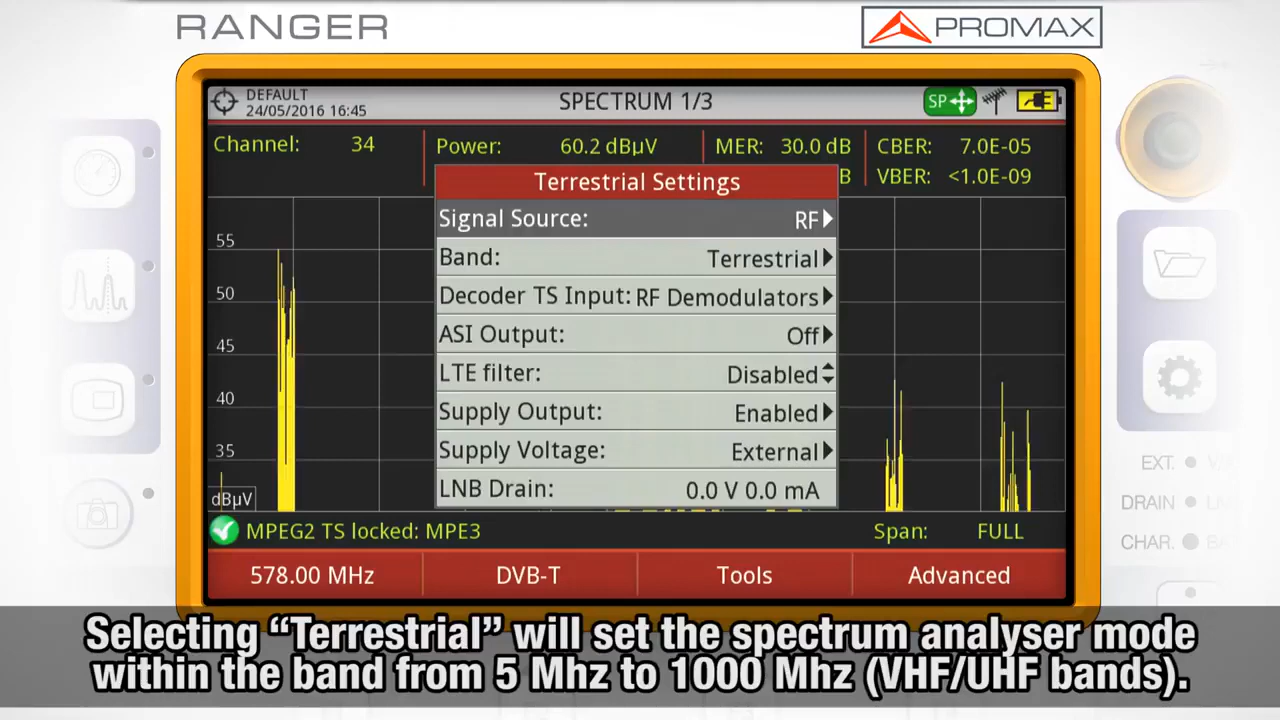 RANGER
PROMAX
DEFAULT
24/05/2016 16:45
SPECTRUM 1/3
SP
Channel: 34
Power: 60.2 dBµV
MER: 30.0 dB
CBER: 7.0E-05
B
VBER: <1.0E-09
Terrestrial Settings
Signal Source: RF
Band: Terrestrial
Decoder TS Input: RF Demodulators
ASI Output: Off
LTE filter: Disabled
Supply Output: Enabled
Supply Voltage: External
LNB Drain: 0.0 V 0.0 mA
55
50
45
40
35
dBµV
MPEG2 TS locked: MPE3
Span: FULL
578.00 MHz
DVB-T
Tools
Advanced
EXT.
DRAIN
CHAR.
Selecting “Terrestrial” will set the spectrum analyser mode
within the band from 5 Mhz to 1000 Mhz (VHF/UHF bands).